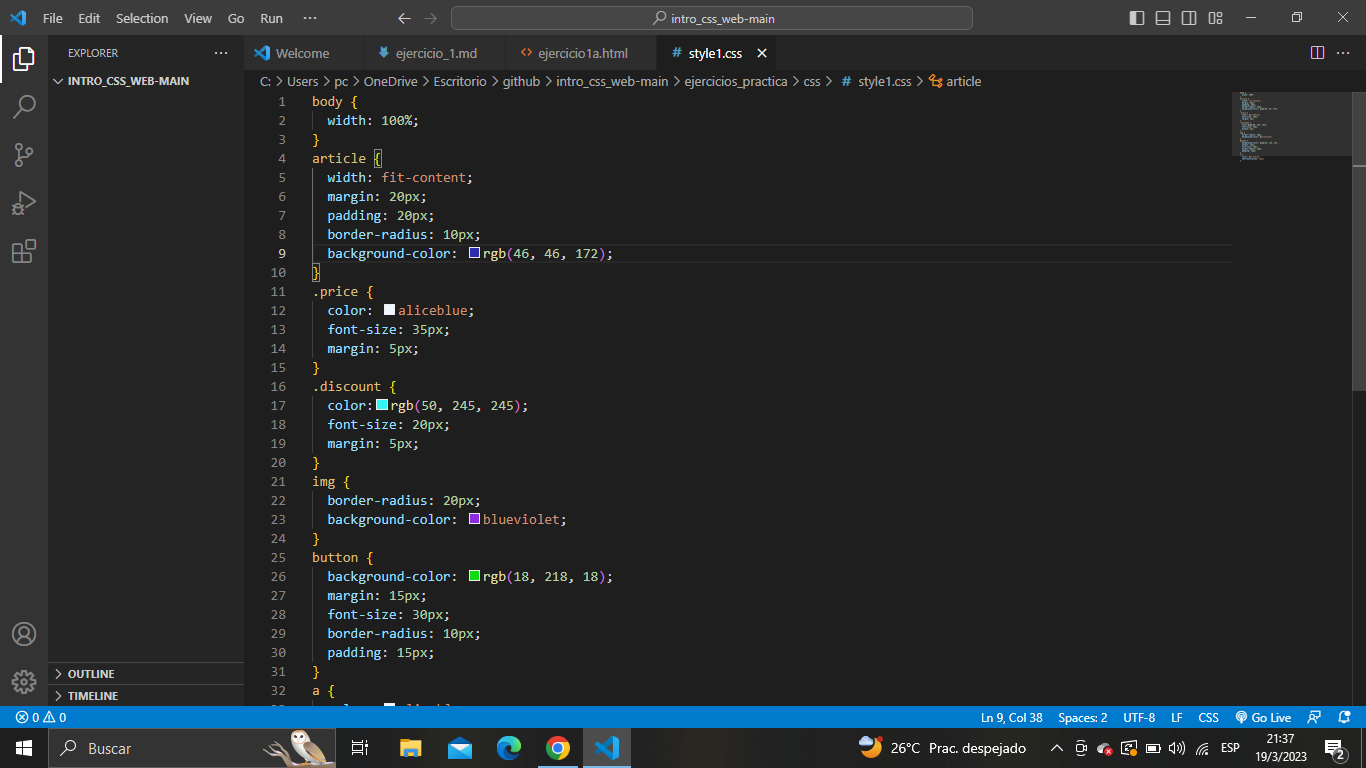 File Edit Selection View Go Run ···
intro_css_web-main
EXPLORER ···
INTRO_CSS_WEB-MAIN
OUTLINE
TIMELINE
Welcome ejercicio_1.md <> ejercicio1a.html # style1.css
C: > Users > pc > OneDrive > Escritorio > github > intro_css_web-main > ejercicios_practica > css > # style1.css > article
1 body {
2 width: 100%;
3 }
4 article {
5 width: fit-content;
6 margin: 20px;
7 padding: 20px;
8 border-radius: 10px;
9 background-color: rgb(46, 46, 172);
10 }
11 .price {
12 color: aliceblue;
13 font-size: 35px;
14 margin: 5px;
15 }
16 .discount {
17 color: rgb(50, 245, 245);
18 font-size: 20px;
19 margin: 5px;
20 }
21 img {
22 border-radius: 20px;
23 background-color: blueviolet;
24 }
25 button {
26 background-color: rgb(18, 218, 18);
27 margin: 15px;
28 font-size: 30px;
29 border-radius: 10px;
30 padding: 15px;
31 }
32 a {
0 0 Ln 9, Col 38 Spaces: 2 UTF-8 LF CSS Go Live
Buscar 26°C Prac. despejado ESP 21:37
19/3/2023 2